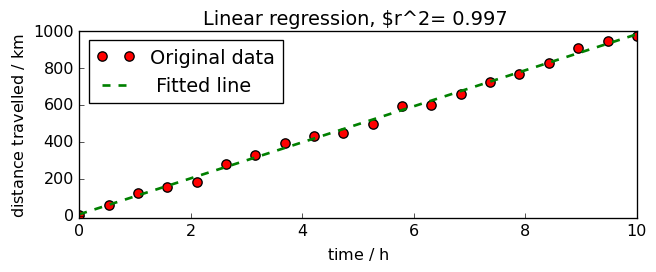 Linear regression, $r^2= 0.997
Original data
Fitted line
distance travelled / km
1000
800
600
400
200
0
0 2 4 6 8 10
time / h